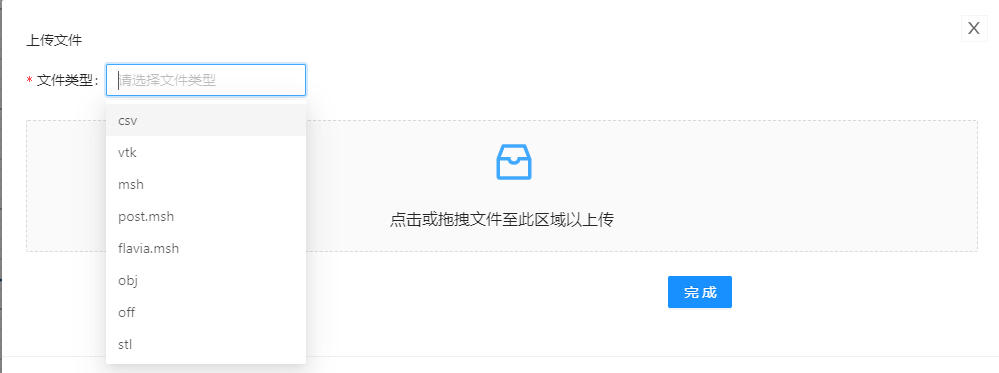 上传文件
X
* 文件类型:
请选择文件类型
csv
vtk
msh
post.msh
flavia.msh
obj
off
stl
点击或拖拽文件至此区域以上传
完成